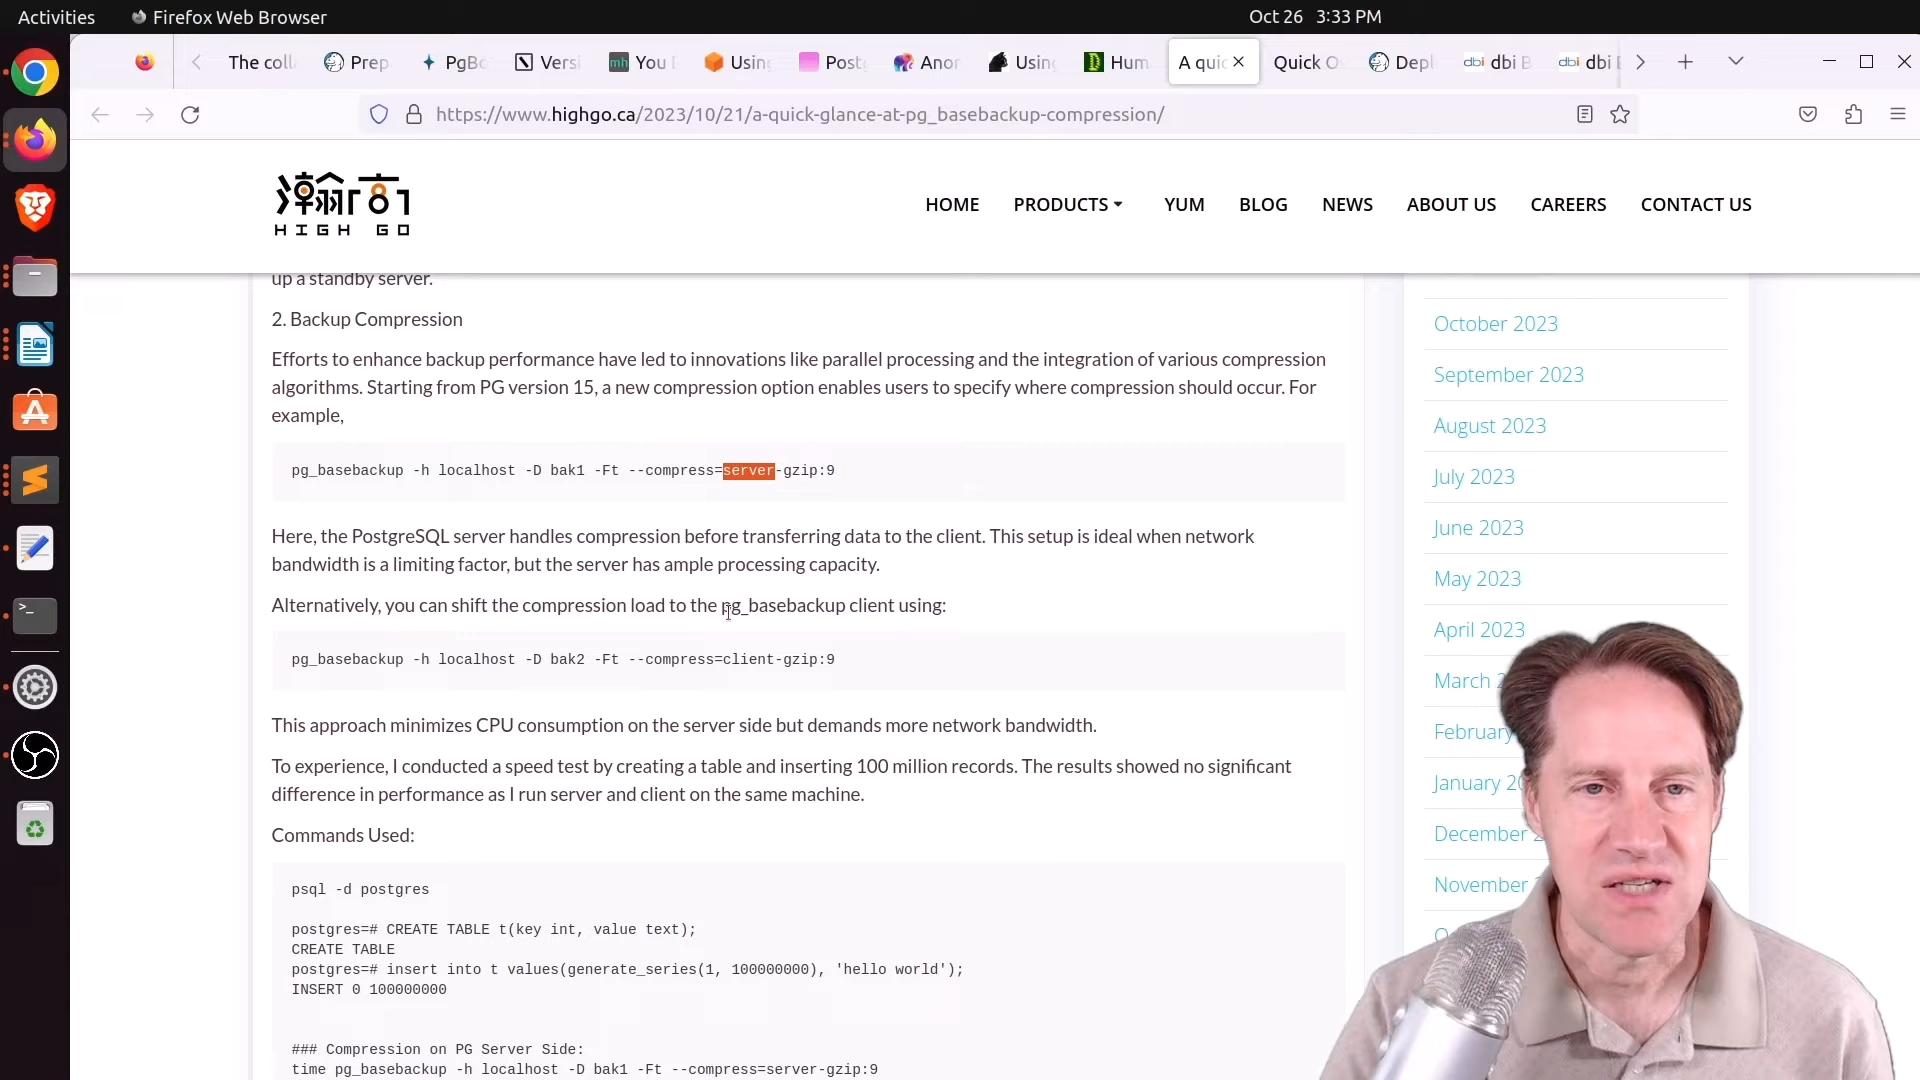 Activities
Firefox Web Browser
Oct 26 3:33 PM
The coll
Prep
PgBo
Versi
mh
You
Using
Postg
Anon
Using
Hum
A quic
Quick O
Depl
dbi dbi B
dbi dbi
https://www.highgo.ca/2023/10/21/a-quick-glance-at-pg_basebackup-compression/
瀚高
HIGH GO
HOME
PRODUCTS
YUM
BLOG
NEWS
ABOUT US
CAREERS
CONTACT US
up a standby server.
2. Backup Compression
Efforts to enhance backup performance have led to innovations like parallel processing and the integration of various compression
algorithms. Starting from PG version 15, a new compression option enables users to specify where compression should occur. For
example,
pg_basebackup -h localhost -D bak1 -Ft --compress=server-gzip:9
Here, the PostgreSQL server handles compression before transferring data to the client. This setup is ideal when network
bandwidth is a limiting factor, but the server has ample processing capacity.
Alternatively, you can shift the compression load to the pg_basebackup client using:
pg_basebackup -h localhost -D bak2 -Ft --compress=client-gzip:9
This approach minimizes CPU consumption on the server side but demands more network bandwidth.
To experience, I conducted a speed test by creating a table and inserting 100 million records. The results showed no significant
difference in performance as I run server and client on the same machine.
Commands Used:
psql -d postgres
postgres=# CREATE TABLE t(key int, value text);
CREATE TABLE
postgres=# insert into t values(generate_series(1, 100000000), 'hello world');
INSERT 0 100000000
### Compression on PG Server Side:
time pg_basebackup -h localhost -D bak1 -Ft --compress=server-gzip:9
October 2023
September 2023
August 2023
July 2023
June 2023
May 2023
April 2023
March 2
February
January 20
December 2
November